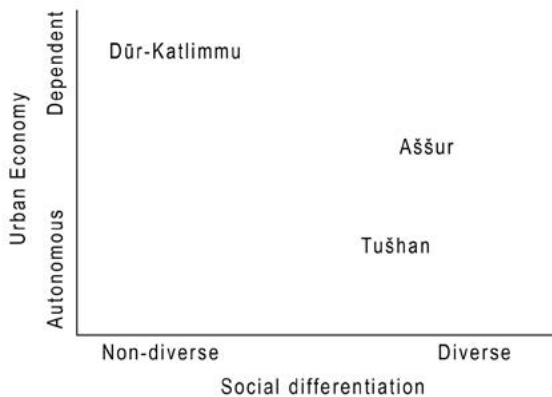 Dūr-Katlimmu
Aššur
Tušhan
Urban Economy
Dependent
Autonomous
Non-diverse
Diverse
Social differentiation